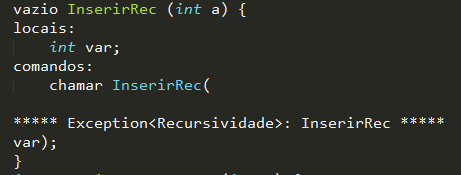 vazio InserirRec (int a) {
locais:
int var;
comandos:
chamar InserirRec(
***** Exception<Recursividade>: InserirRec *****
var);
}